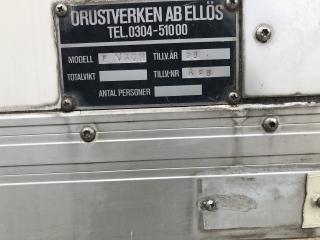 ORUSTVERKEN AB ELLÖS
TEL. 0304-51000
MODELL TILLV.ÅR
TOTALVIKT TILLV-NR
ANTAL PERSONER